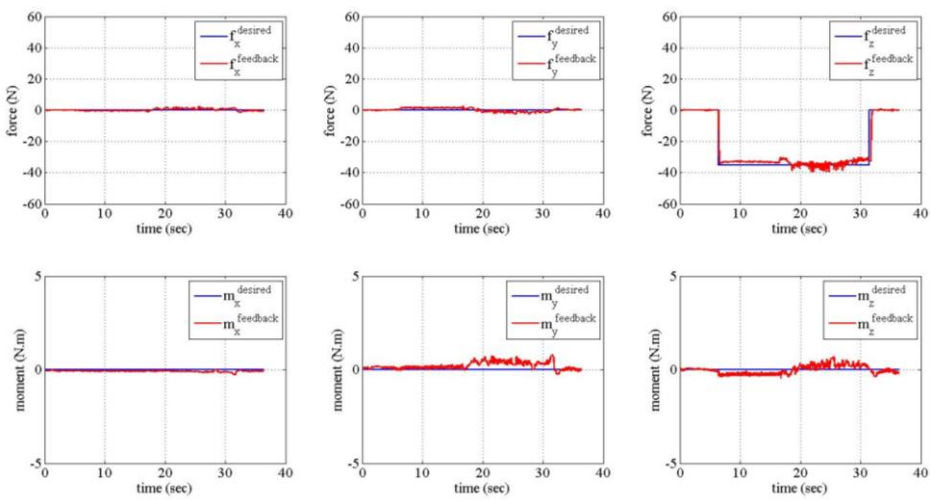 60
40
20
0
-20
-40
-60
force (N)
0 10 20 30 40
time (sec)
f_x^desired
f_x^feedback
60
40
20
0
-20
-40
-60
force (N)
0 10 20 30 40
time (sec)
f_y^desired
f_y^feedback
60
40
20
0
-20
-40
-60
force (N)
0 10 20 30 40
time (sec)
f_z^desired
f_z^feedback
5
0
-5
moment (N.m)
0 10 20 30 40
time (sec)
m_x^desired
m_x^feedback
5
0
-5
moment (N.m)
0 10 20 30 40
time (sec)
m_y^desired
m_y^feedback
5
0
-5
moment (N.m)
0 10 20 30 40
time (sec)
m_z^desired
m_z^feedback